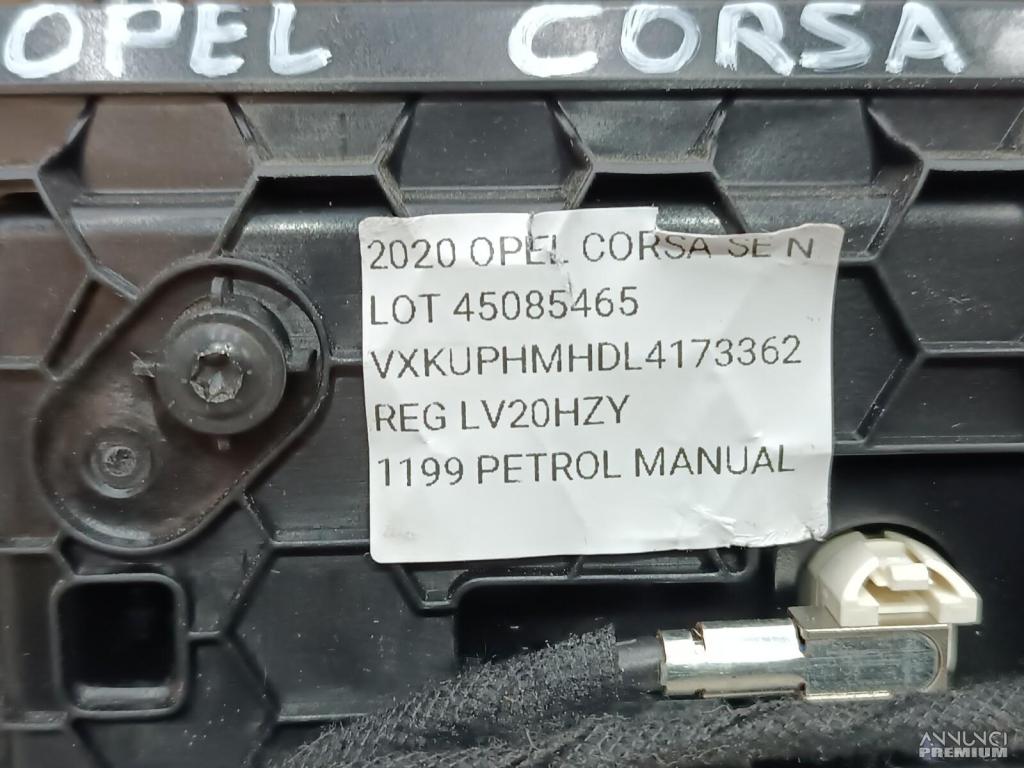 OPEL CORSA
2020 OPEL CORSA SE N
LOT 45085465
VXKUPHMHDL4173362
REG LV20HZY
1199 PETROL MANUAL
ANNUNCI
PREMIUM